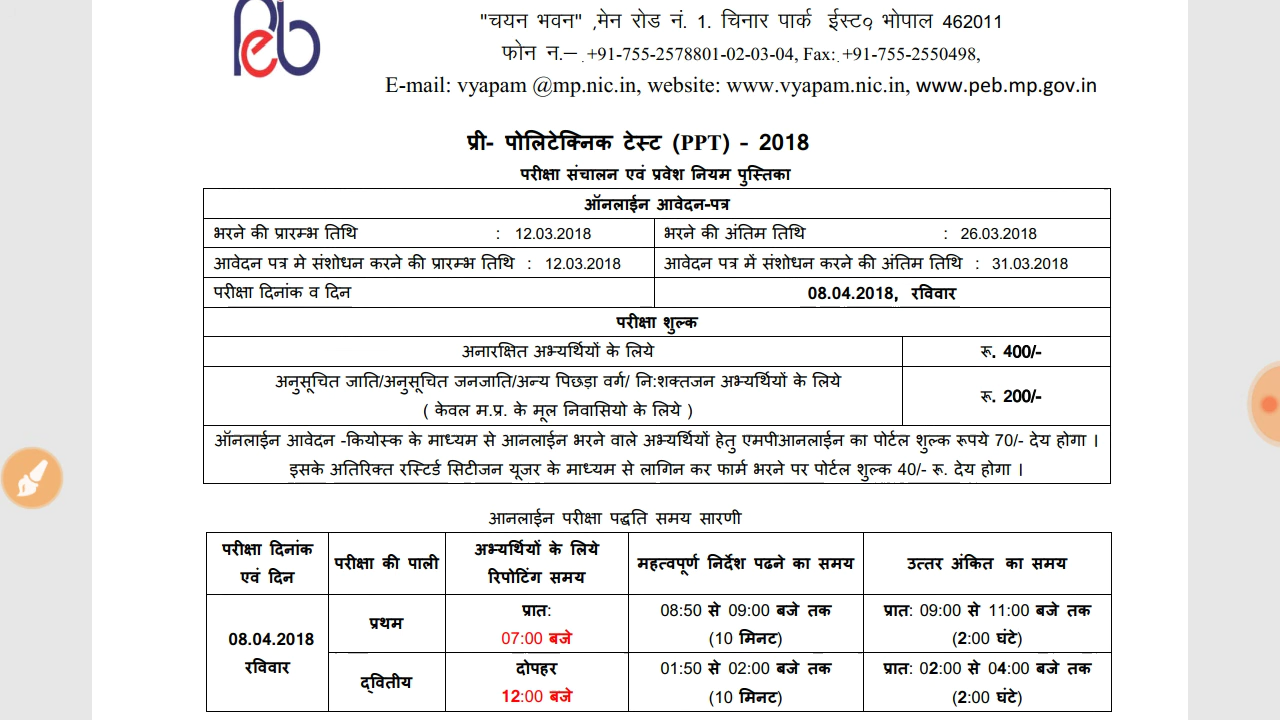 Peb
"चयन भवन" ,मेन रोड नं. 1. चिनार पार्क ईस्ट० भोपाल 462011
फोन न.– . +91-755-2578801-02-03-04, Fax: +91-755-2550498,
E-mail: vyapam @mp.nic.in, website: www.vyapam.nic.in, www.peb.mp.gov.in
प्री- पोलिटेक्निक टेस्ट (PPT) - 2018
परीक्षा संचालन एवं प्रवेश नियम पुस्तिका
ऑनलाईन आवेदन-पत्र
भरने की प्रारम्भ तिथि : 12.03.2018 भरने की अंतिम तिथि : 26.03.2018
आवेदन पत्र मे संशोधन करने की प्रारम्भ तिथि : 12.03.2018 आवेदन पत्र में संशोधन करने की अंतिम तिथि : 31.03.2018
परीक्षा दिनांक व दिन 08.04.2018, रविवार
परीक्षा शुल्क
अनारक्षित अभ्यर्थियों के लिये रू. 400/-
अनुसूचित जाति/अनुसूचित जनजाति/अन्य पिछड़ा वर्ग/ नि:शक्तजन अभ्यर्थियों के लिये
( केवल म.प्र. के मूल निवासियो के लिये ) रू. 200/-
ऑनलाईन आवेदन -कियोस्क के माध्यम से आनलाईन भरने वाले अभ्यर्थियों हेतु एमपीआनलाईन का पोर्टल शुल्क रूपये 70/- देय होगा ।
इसके अतिरिक्त रस्टिर्ड सिटीजन यूजर के माध्यम से लागिन कर फार्म भरने पर पोर्टल शुल्क 40/- रू. देय होगा ।
आनलाईन परीक्षा पद्धति समय सारणी
परीक्षा दिनांक एवं दिन परीक्षा की पाली अभ्यर्थियों के लिये रिपोटिंग समय महत्वपूर्ण निर्देश पढने का समय उत्तर अंकित का समय
08.04.2018 रविवार
प्रथम प्रात: 07:00 बजे 08:50 से 09:00 बजे तक (10 मिनट) प्रात: 09:00 से 11:00 बजे तक (2:00 घंटे)
द्वितीय दोपहर 12:00 बजे 01:50 से 02:00 बजे तक (10 मिनट) प्रात: 02:00 से 04:00 बजे तक (2:00 घंटे)